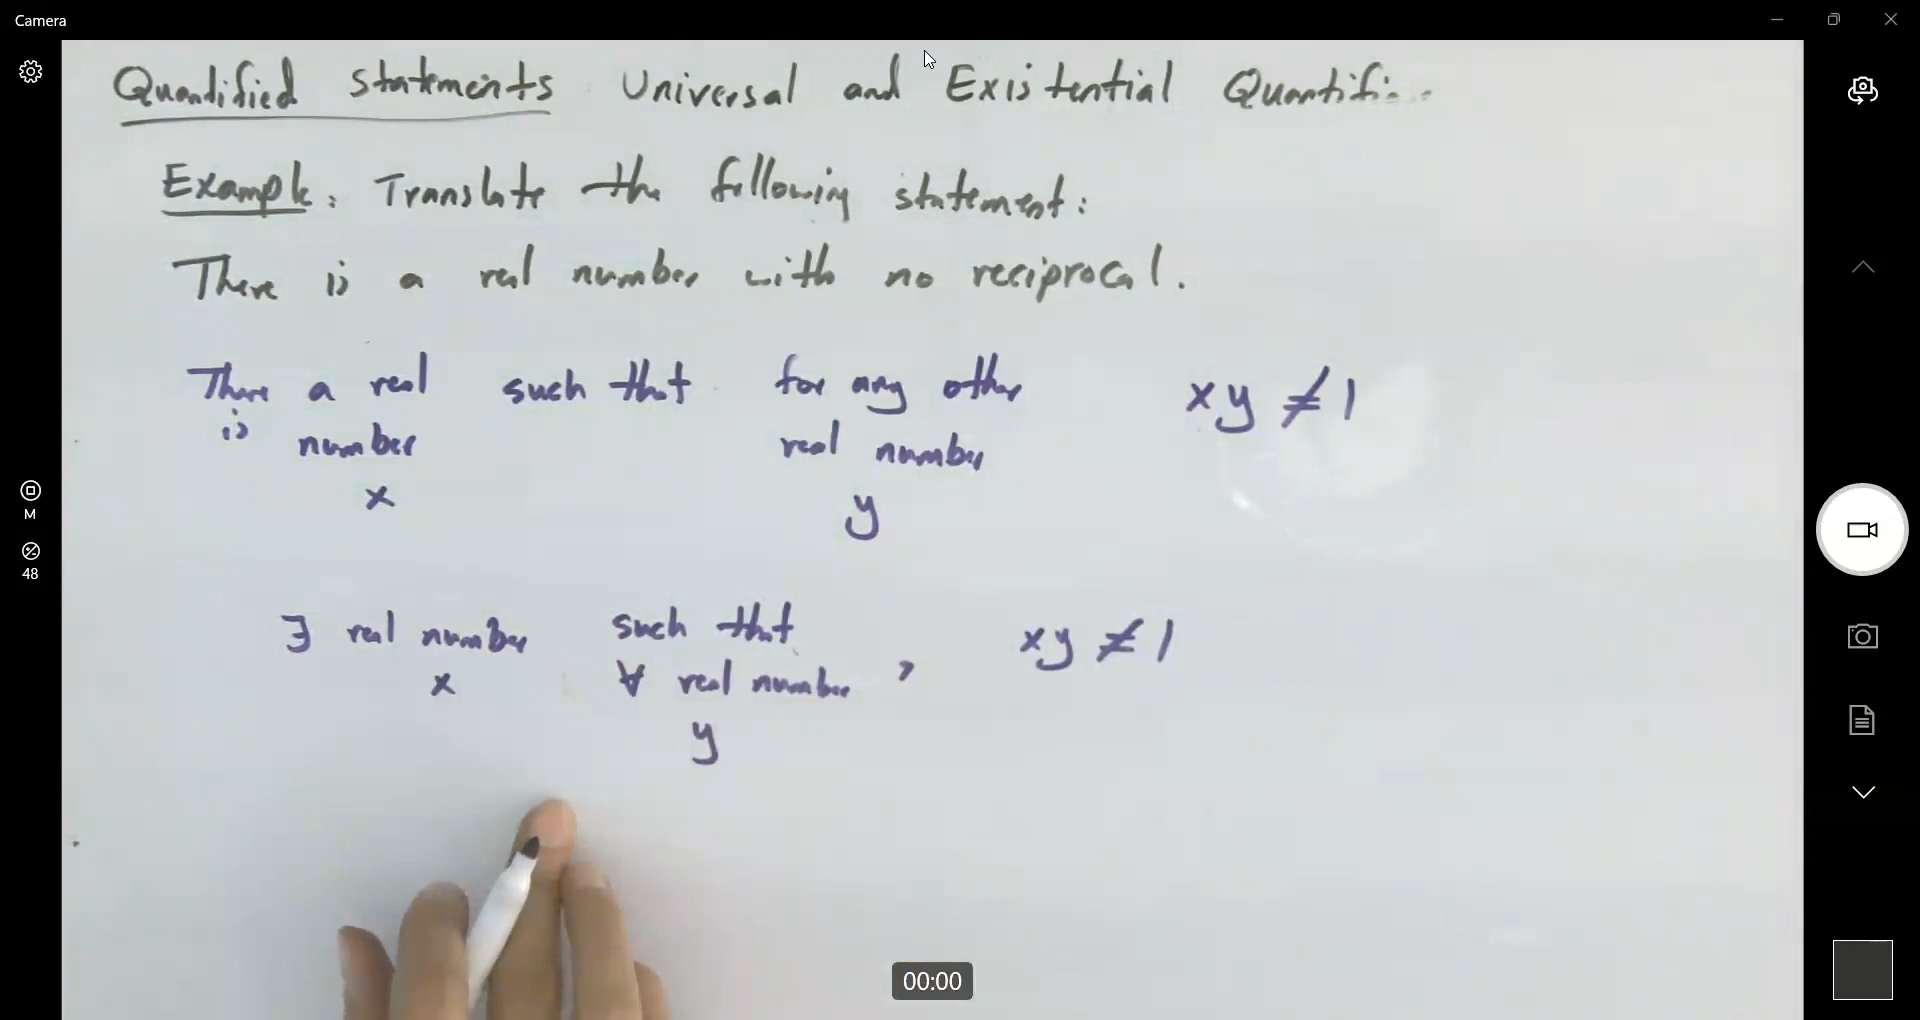 Camera
Quantified statements Universal and Existential
Example: Translate the following statement:
There is a real number with no reciprocal.
There is a real number x such that for any other real number y xy ≠ 1
∃ real number x such that ∀ real number y , xy ≠ 1
M
48
00:00